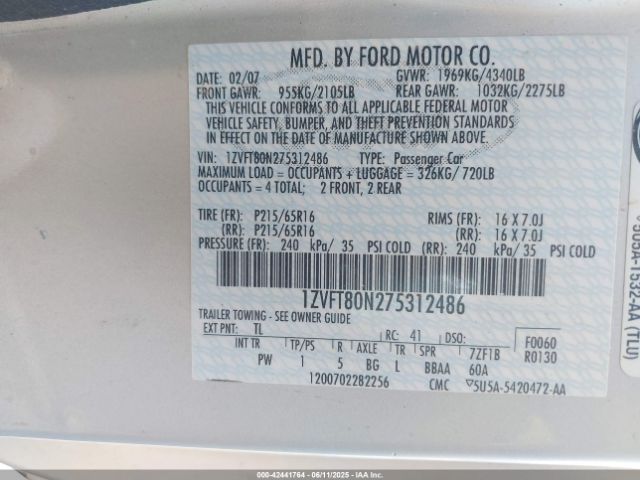 MFD. BY FORD MOTOR CO.
DATE: 02/07 GVWR: 1969KG/4340LB
FRONT GAWR: 955KG/2105LB REAR GAWR: 1032KG/2275LB
THIS VEHICLE CONFORMS TO ALL APPLICABLE FEDERAL MOTOR
VEHICLE SAFETY, BUMPER, AND THEFT PREVENTION STANDARDS
IN EFFECT ON THE DATE OF MANUFACTURE SHOWN ABOVE.
VIN: 1ZVFT80N275312486 TYPE: Passenger Car
MAXIMUM LOAD = OCCUPANTS + LUGGAGE = 326KG/ 720LB
OCCUPANTS = 4 TOTAL; 2 FRONT, 2 REAR
TIRE (FR): P215/65R16 RIMS (FR): 16 X 7.0J
(RR): P215/65R16 (RR): 16 X 7.0J
PRESSURE (FR): 240 kPa/ 35 PSI COLD (RR): 240 kPa/ 35 PSI COLD
1ZVFT80N275312486
TRAILER TOWING - SEE OWNER GUIDE
EXT PNT: TL RC: 41 DSO: F0060
TP/PS R AXLE TR SPR 7ZF1B R0130
PW 1 5 BG L BBAA 60A
1200702282256 CMC ▽5U5A-5420472-AA
5U5A-1532-AA (TLU)
000-42441764 - 06/11/2025 - IAAI.COM